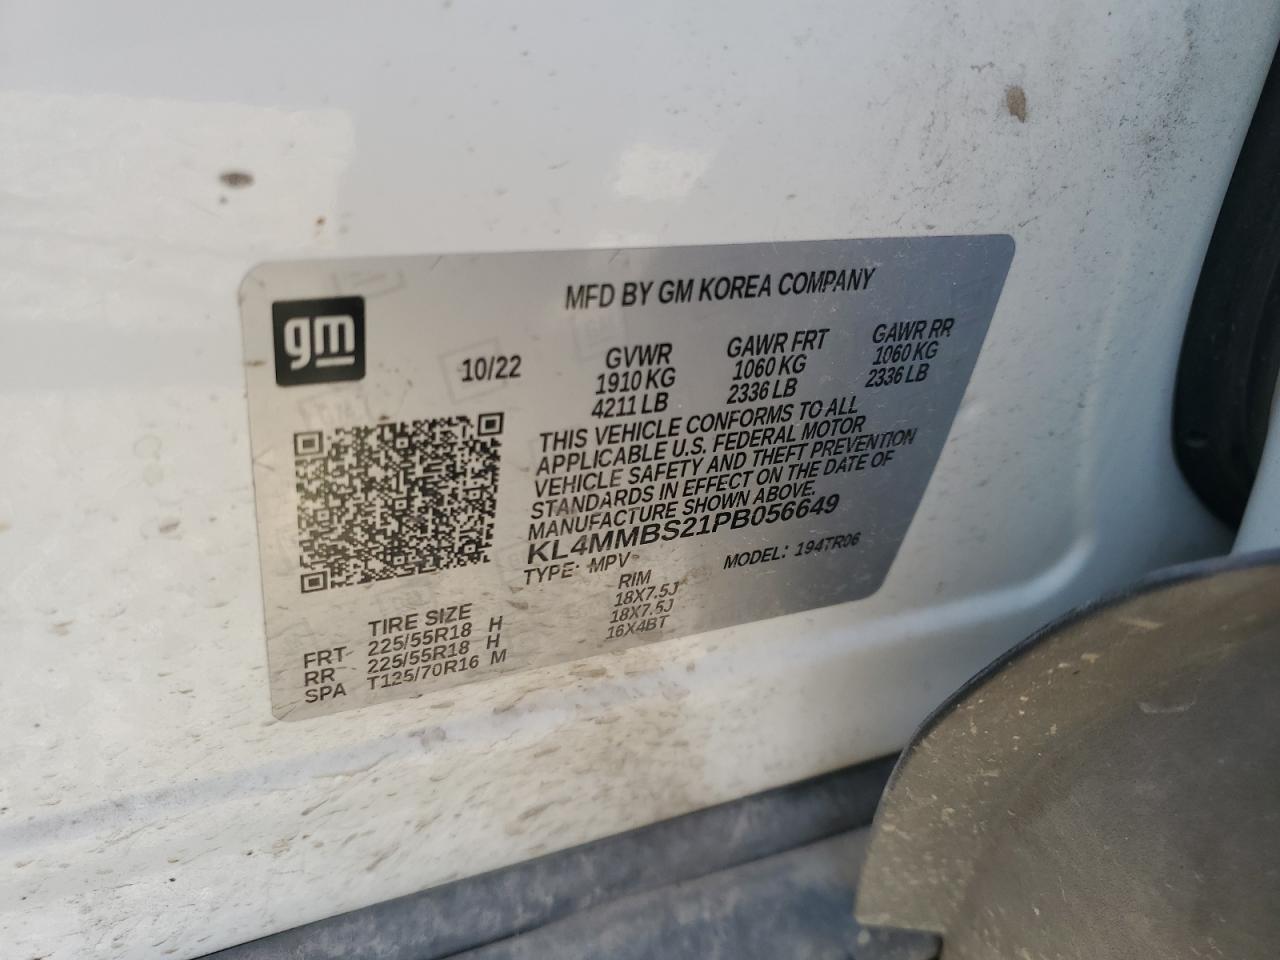 MFD BY GM KOREA COMPANY
gm
10/22
GVWR
1910 KG
4211 LB
GAWR FRT
1060 KG
2336 LB
GAWR RR
1060 KG
2336 LB
THIS VEHICLE CONFORMS TO ALL
APPLICABLE U.S. FEDERAL MOTOR
VEHICLE SAFETY AND THEFT PREVENTION
STANDARDS IN EFFECT ON THE DATE OF
MANUFACTURE SHOWN ABOVE.
KL4MMBS21PB056649
TYPE: MPV
MODEL: 194TR06
TIRE SIZE
RIM
FRT 225/55R18 H 18X7.5J
RR 225/55R18 H 18X7.5J
SPA T125/70R16 M 16X4BT